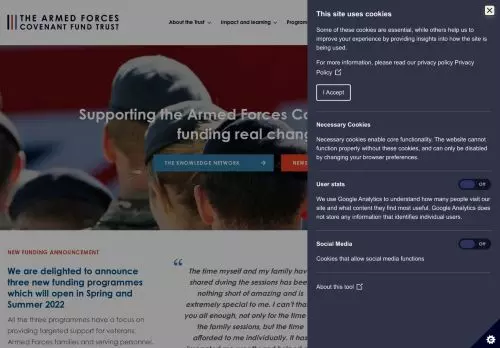 THE ARMED FORCES
COVENANT FUND TRUST
About the Trust
Impact and learning
Programm
Supporting the Armed Forces Co
funding real chang
THE KNOWLEDGE NETWORK
NEWS
NEW FUNDING ANNOUNCEMENT
We are delighted to announce
three new funding programmes
which will open in Spring and
Summer 2022
All the three programmes have a focus on
providing targeted support for veterans,
Armed Forces families and serving personnel.
“
The time myself and my family have
shared during the sessions has been
nothing short of amazing and is
extremely special to me. I can't than
you all enough, not only for the time o
the family sessions, but the time
afforded to me individually. It has
This site uses cookies
Some of these cookies are essential, while others help us to
improve your experience by providing insights into how the site is
being used.
For more information, please read our privacy policy Privacy
Policy
I Accept
Necessary Cookies
Necessary cookies enable core functionality. The website cannot
function properly without these cookies, and can only be disabled
by changing your browser preferences.
User stats
Off
We use Google Analytics to understand how many people visit our
site and what content they find most useful. Google Analytics does
not store any information that identifies individual users.
Social Media
Off
Cookies that allow social media functions
About this tool